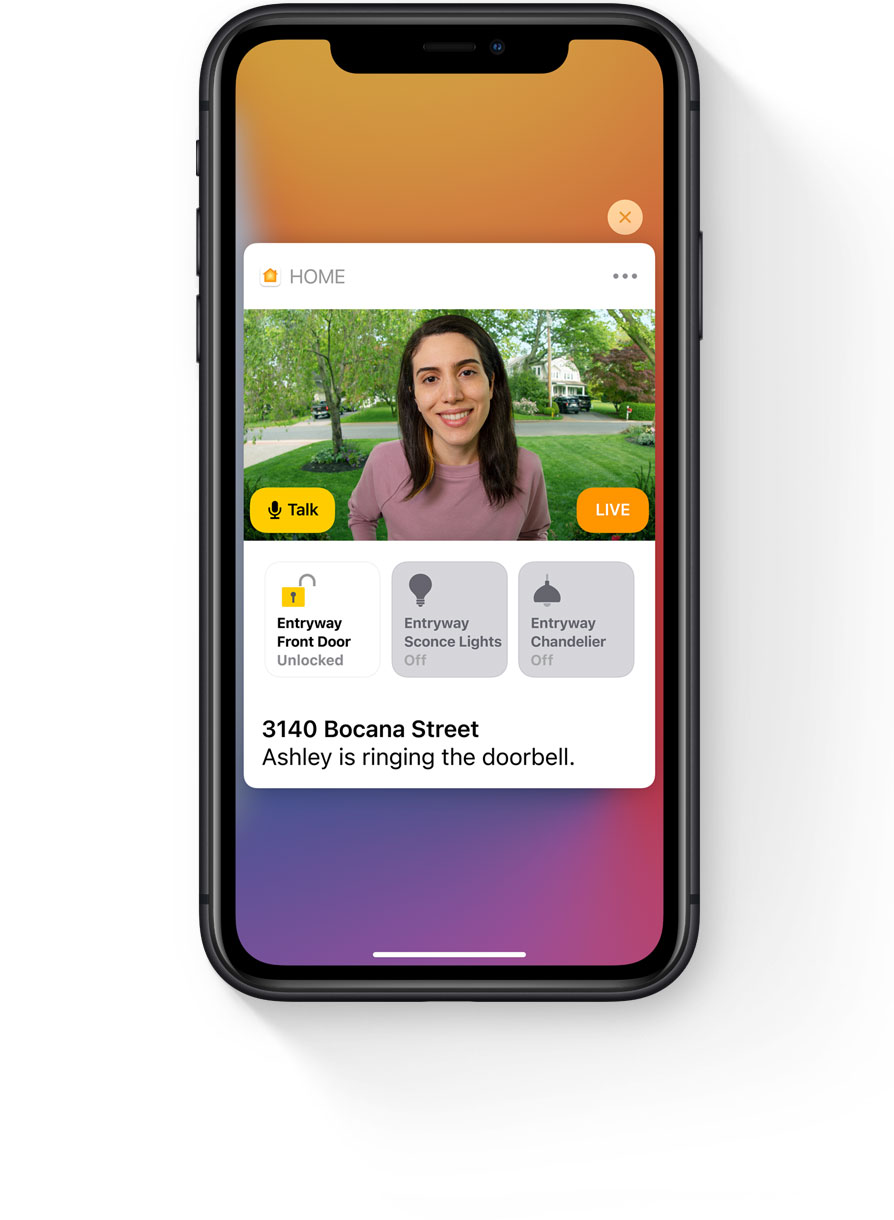 HOME
Talk
LIVE
Entryway
Front Door
Unlocked
Entryway
Sconce Lights
Off
Entryway
Chandelier
Off
3140 Bocana Street
Ashley is ringing the doorbell.